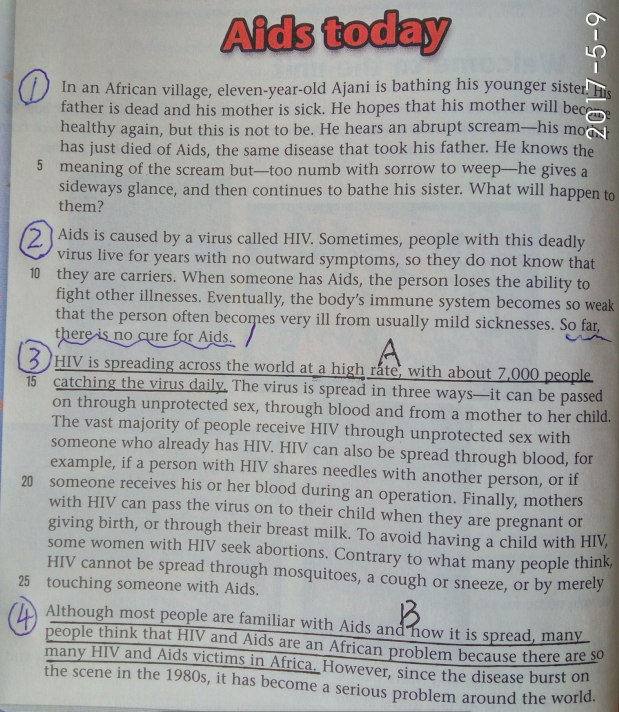 Aids today
2017-5-9
1
In an African village, eleven-year-old Ajani is bathing his younger sister. His
father is dead and his mother is sick. He hopes that his mother will become
healthy again, but this is not to be. He hears an abrupt scream—his mo
has just died of Aids, the same disease that took his father. He knows the
5 meaning of the scream but—too numb with sorrow to weep—he gives a
sideways glance, and then continues to bathe his sister. What will happen to
them?
2
Aids is caused by a virus called HIV. Sometimes, people with this deadly
virus live for years with no outward symptoms, so they do not know that
10 they are carriers. When someone has Aids, the person loses the ability to
fight other illnesses. Eventually, the body's immune system becomes so weak
that the person often becomes very ill from usually mild sicknesses. So far,
there is no cure for Aids.
3
A
HIV is spreading across the world at a high rate, with about 7,000 people
15 catching the virus daily. The virus is spread in three ways—it can be passed
on through unprotected sex, through blood and from a mother to her child.
The vast majority of people receive HIV through unprotected sex with
someone who already has HIV. HIV can also be spread through blood, for
example, if a person with HIV shares needles with another person, or if
20 someone receives his or her blood during an operation. Finally, mothers
with HIV can pass the virus on to their child when they are pregnant or
giving birth, or through their breast milk. To avoid having a child with HIV,
some women with HIV seek abortions. Contrary to what many people think,
HIV cannot be spread through mosquitoes, a cough or sneeze, or by merely
25 touching someone with Aids.
4
B
Although most people are familiar with Aids and how it is spread, many
people think that HIV and Aids are an African problem because there are so
many HIV and Aids victims in Africa. However, since the disease burst on
the scene in the 1980s, it has become a serious problem around the world.